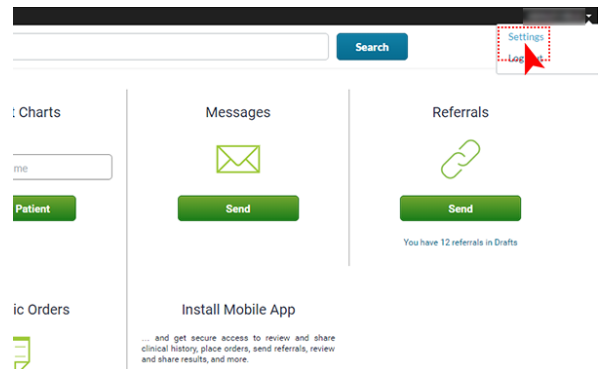 Settings
Search
Log
t Charts
Messages
Referrals
me
Patient
Send
Send
You have 12 referrals in Drafts
ic Orders
Install Mobile App
... and get secure access to review and share
clinical history, place orders, send referrals, review
and share results, and more.